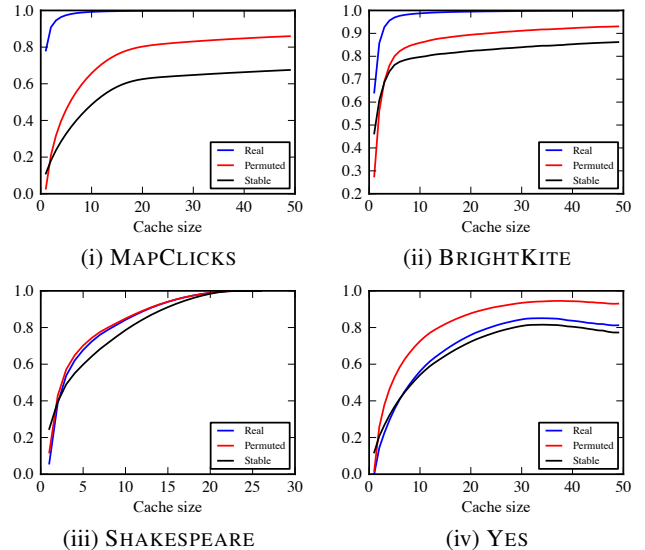 1.0
0.8
0.6
0.4
0.2
0.0
Real
Permuted
Stable
0 10 20 30 40 50
Cache size
(i) MAPCLICKS
1.0
0.9
0.8
0.7
0.6
0.5
0.4
0.3
0.2
Real
Permuted
Stable
0 10 20 30 40 50
Cache size
(ii) BRIGHTKITE
1.0
0.8
0.6
0.4
0.2
0.0
Real
Permuted
Stable
0 5 10 15 20 25 30
Cache size
(iii) SHAKESPEARE
1.0
0.8
0.6
0.4
0.2
0.0
Real
Permuted
Stable
0 10 20 30 40 50
Cache size
(iv) YES